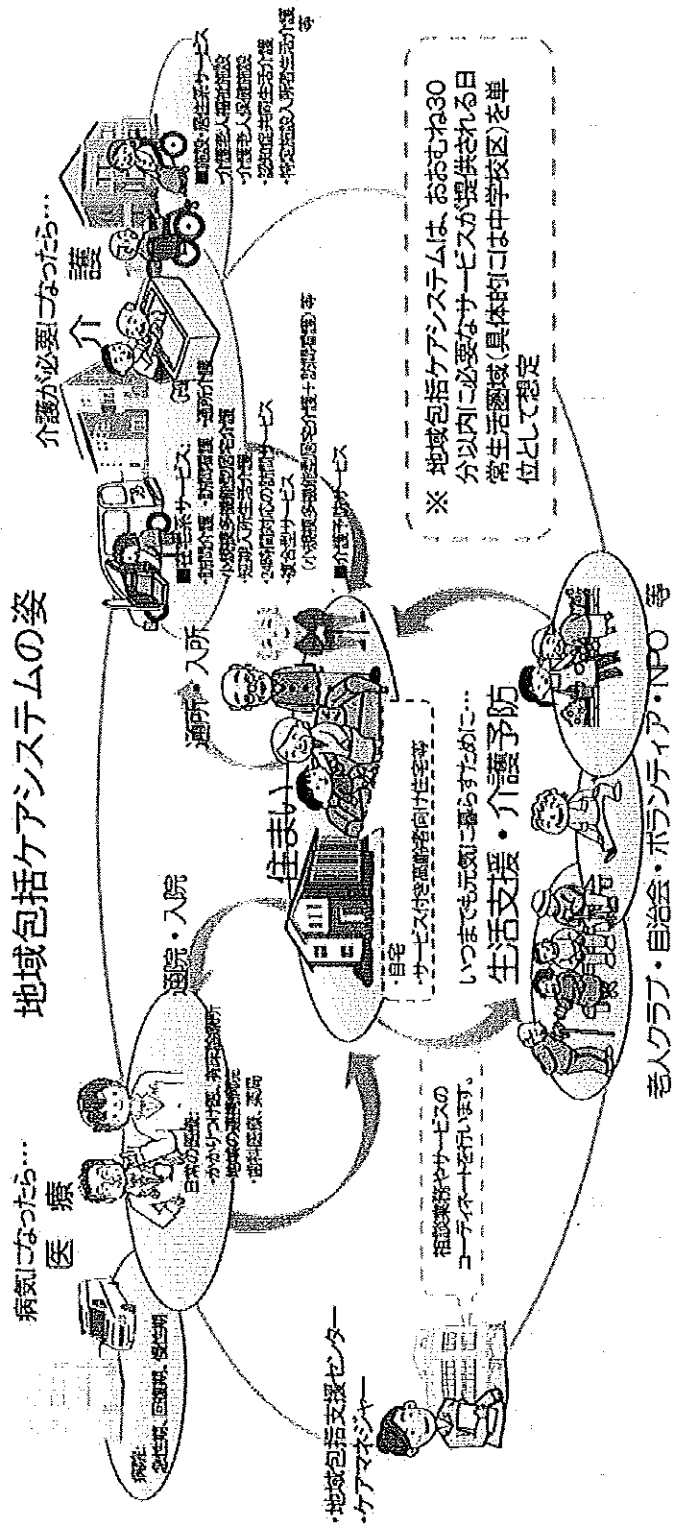 地域包括ケアシステムの姿
病気になったら…
医 療
病院:
急性期、回復期、慢性期
日常の医療:
・かかりつけ医、有床診療所
・地域の連携病院
・歯科医療、薬局
通院・入院
通所・入所
介護が必要になったら…
介 護
■在宅系サービス:
・訪問介護 ・訪問看護 ・通所介護
・小規模多機能型居宅介護
・短期入所生活介護
・24時間対応の訪問サービス
・複合型サービス
(小規模多機能型居宅介護+訪問看護)等
■介護予防サービス
■施設・居住系サービス
・介護老人福祉施設
・介護老人保健施設
・認知症共同生活介護
・特定施設入所者生活介護
等
住まい
・自宅
・サービス付き高齢者向け住宅等
・地域包括支援センター
・ケアマネジャー
相談業務やサービスの
コーディネートを行います。
いつまでも元気に暮らすために…
生活支援・介護予防
老人クラブ・自治会・ボランティア・NPO 等
※ 地域包括ケアシステムは、おおむね30
分以内に必要なサービスが提供される日
常生活圏域(具体的には中学校区)を単
位として想定